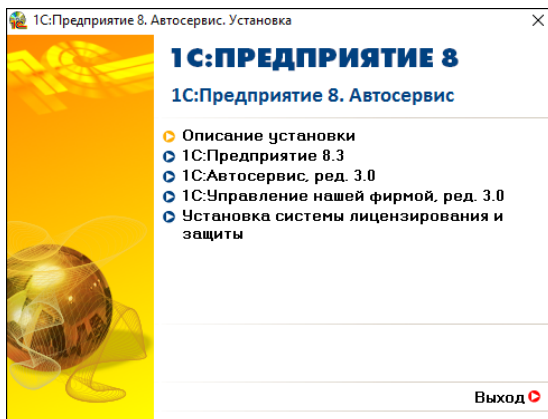 1С:Предприятие 8. Автосервис. Установка
1С:ПРЕДПРИЯТИЕ 8
1С:Предприятие 8. Автосервис
Описание установки
1С:Предприятие 8.3
1С:Автосервис, ред. 3.0
1С:Управление нашей фирмой, ред. 3.0
Установка системы лицензирования и
защиты
Выход